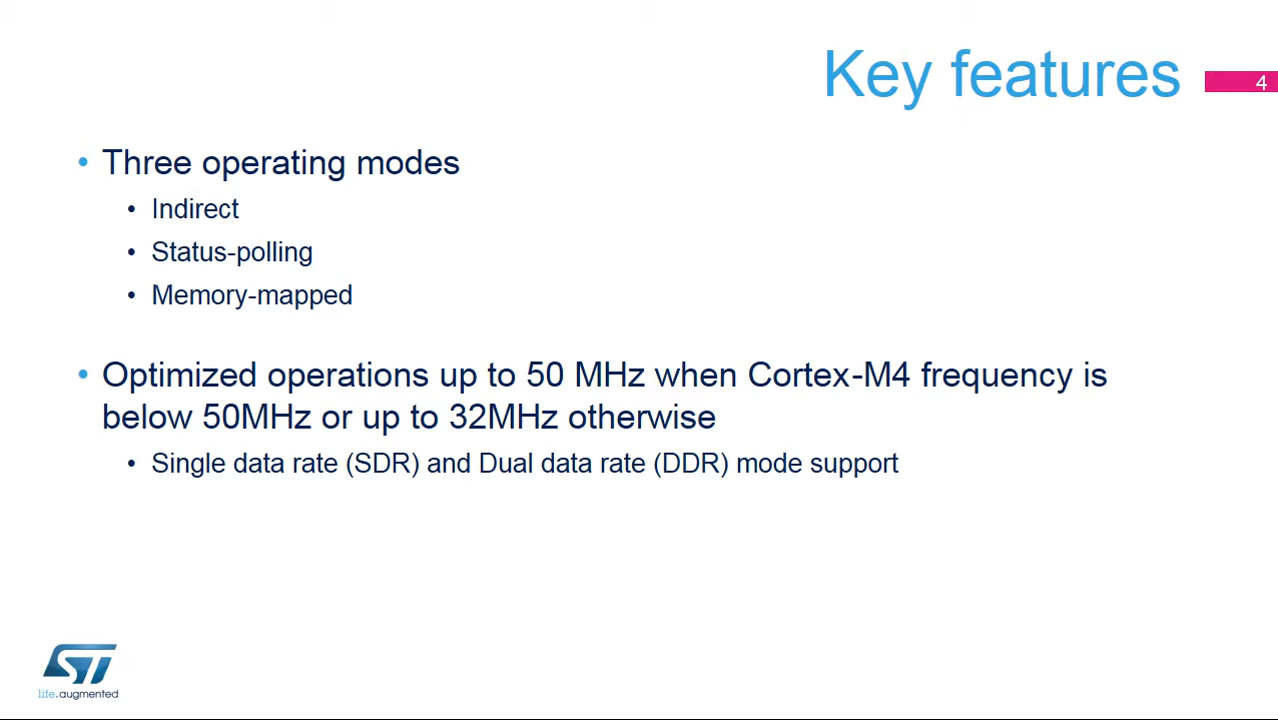 Key features
4
• Three operating modes
• Indirect
• Status-polling
• Memory-mapped
• Optimized operations up to 50 MHz when Cortex-M4 frequency is
below 50MHz or up to 32MHz otherwise
• Single data rate (SDR) and Dual data rate (DDR) mode support
ST
life.augmented